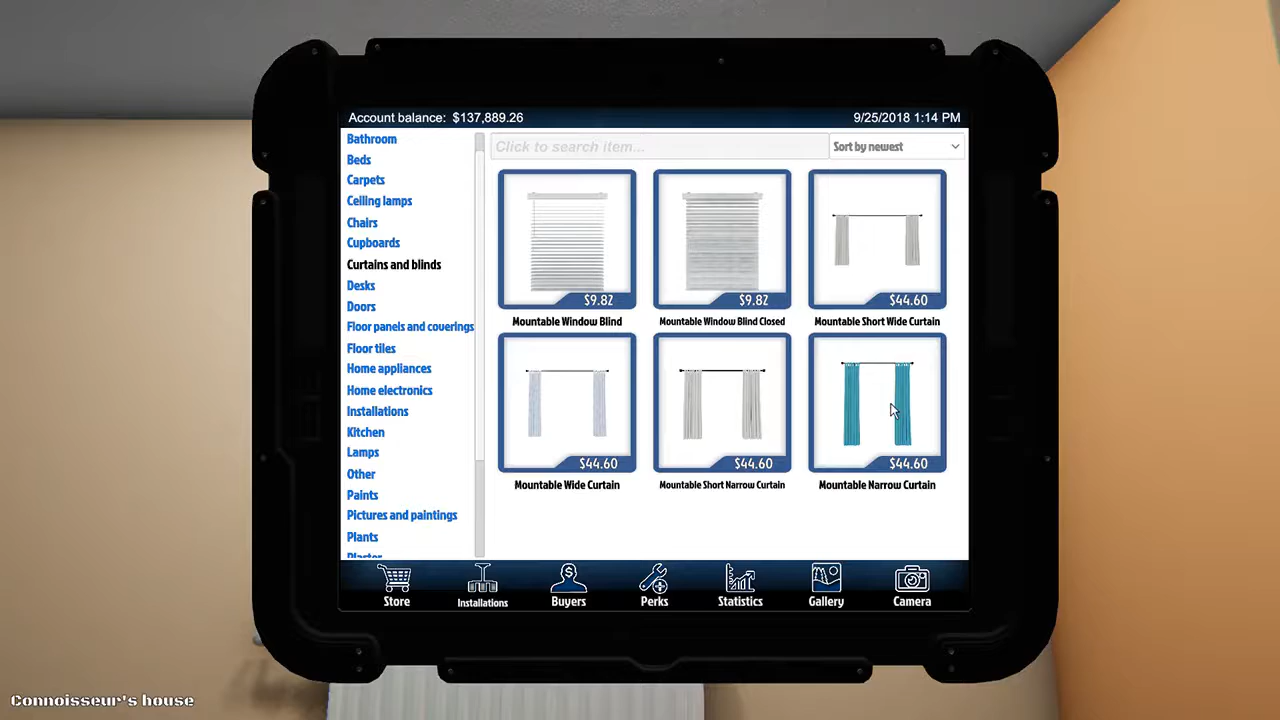 Account balance: $137,889.26
9/25/2018 1:14 PM
Bathroom
Beds
Carpets
Ceiling lamps
Chairs
Cupboards
Curtains and blinds
Desks
Doors
Floor panels and coverings
Floor tiles
Home appliances
Home electronics
Installations
Kitchen
Lamps
Other
Paints
Pictures and paintings
Plants
Plaster
Click to search item...
Sort by newest
$9.82
$9.82
$44.60
Mountable Window Blind
Mountable Window Blind Closed
Mountable Short Wide Curtain
$44.60
$44.60
$44.60
Mountable Wide Curtain
Mountable Short Narrow Curtain
Mountable Narrow Curtain
Store
Installations
Buyers
Perks
Statistics
Gallery
Camera
Connoisseur's house